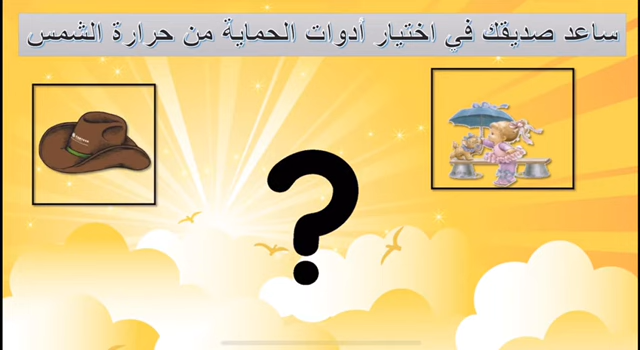 ساعد صديقك في اختيار أدوات الحماية من حرارة الشمس